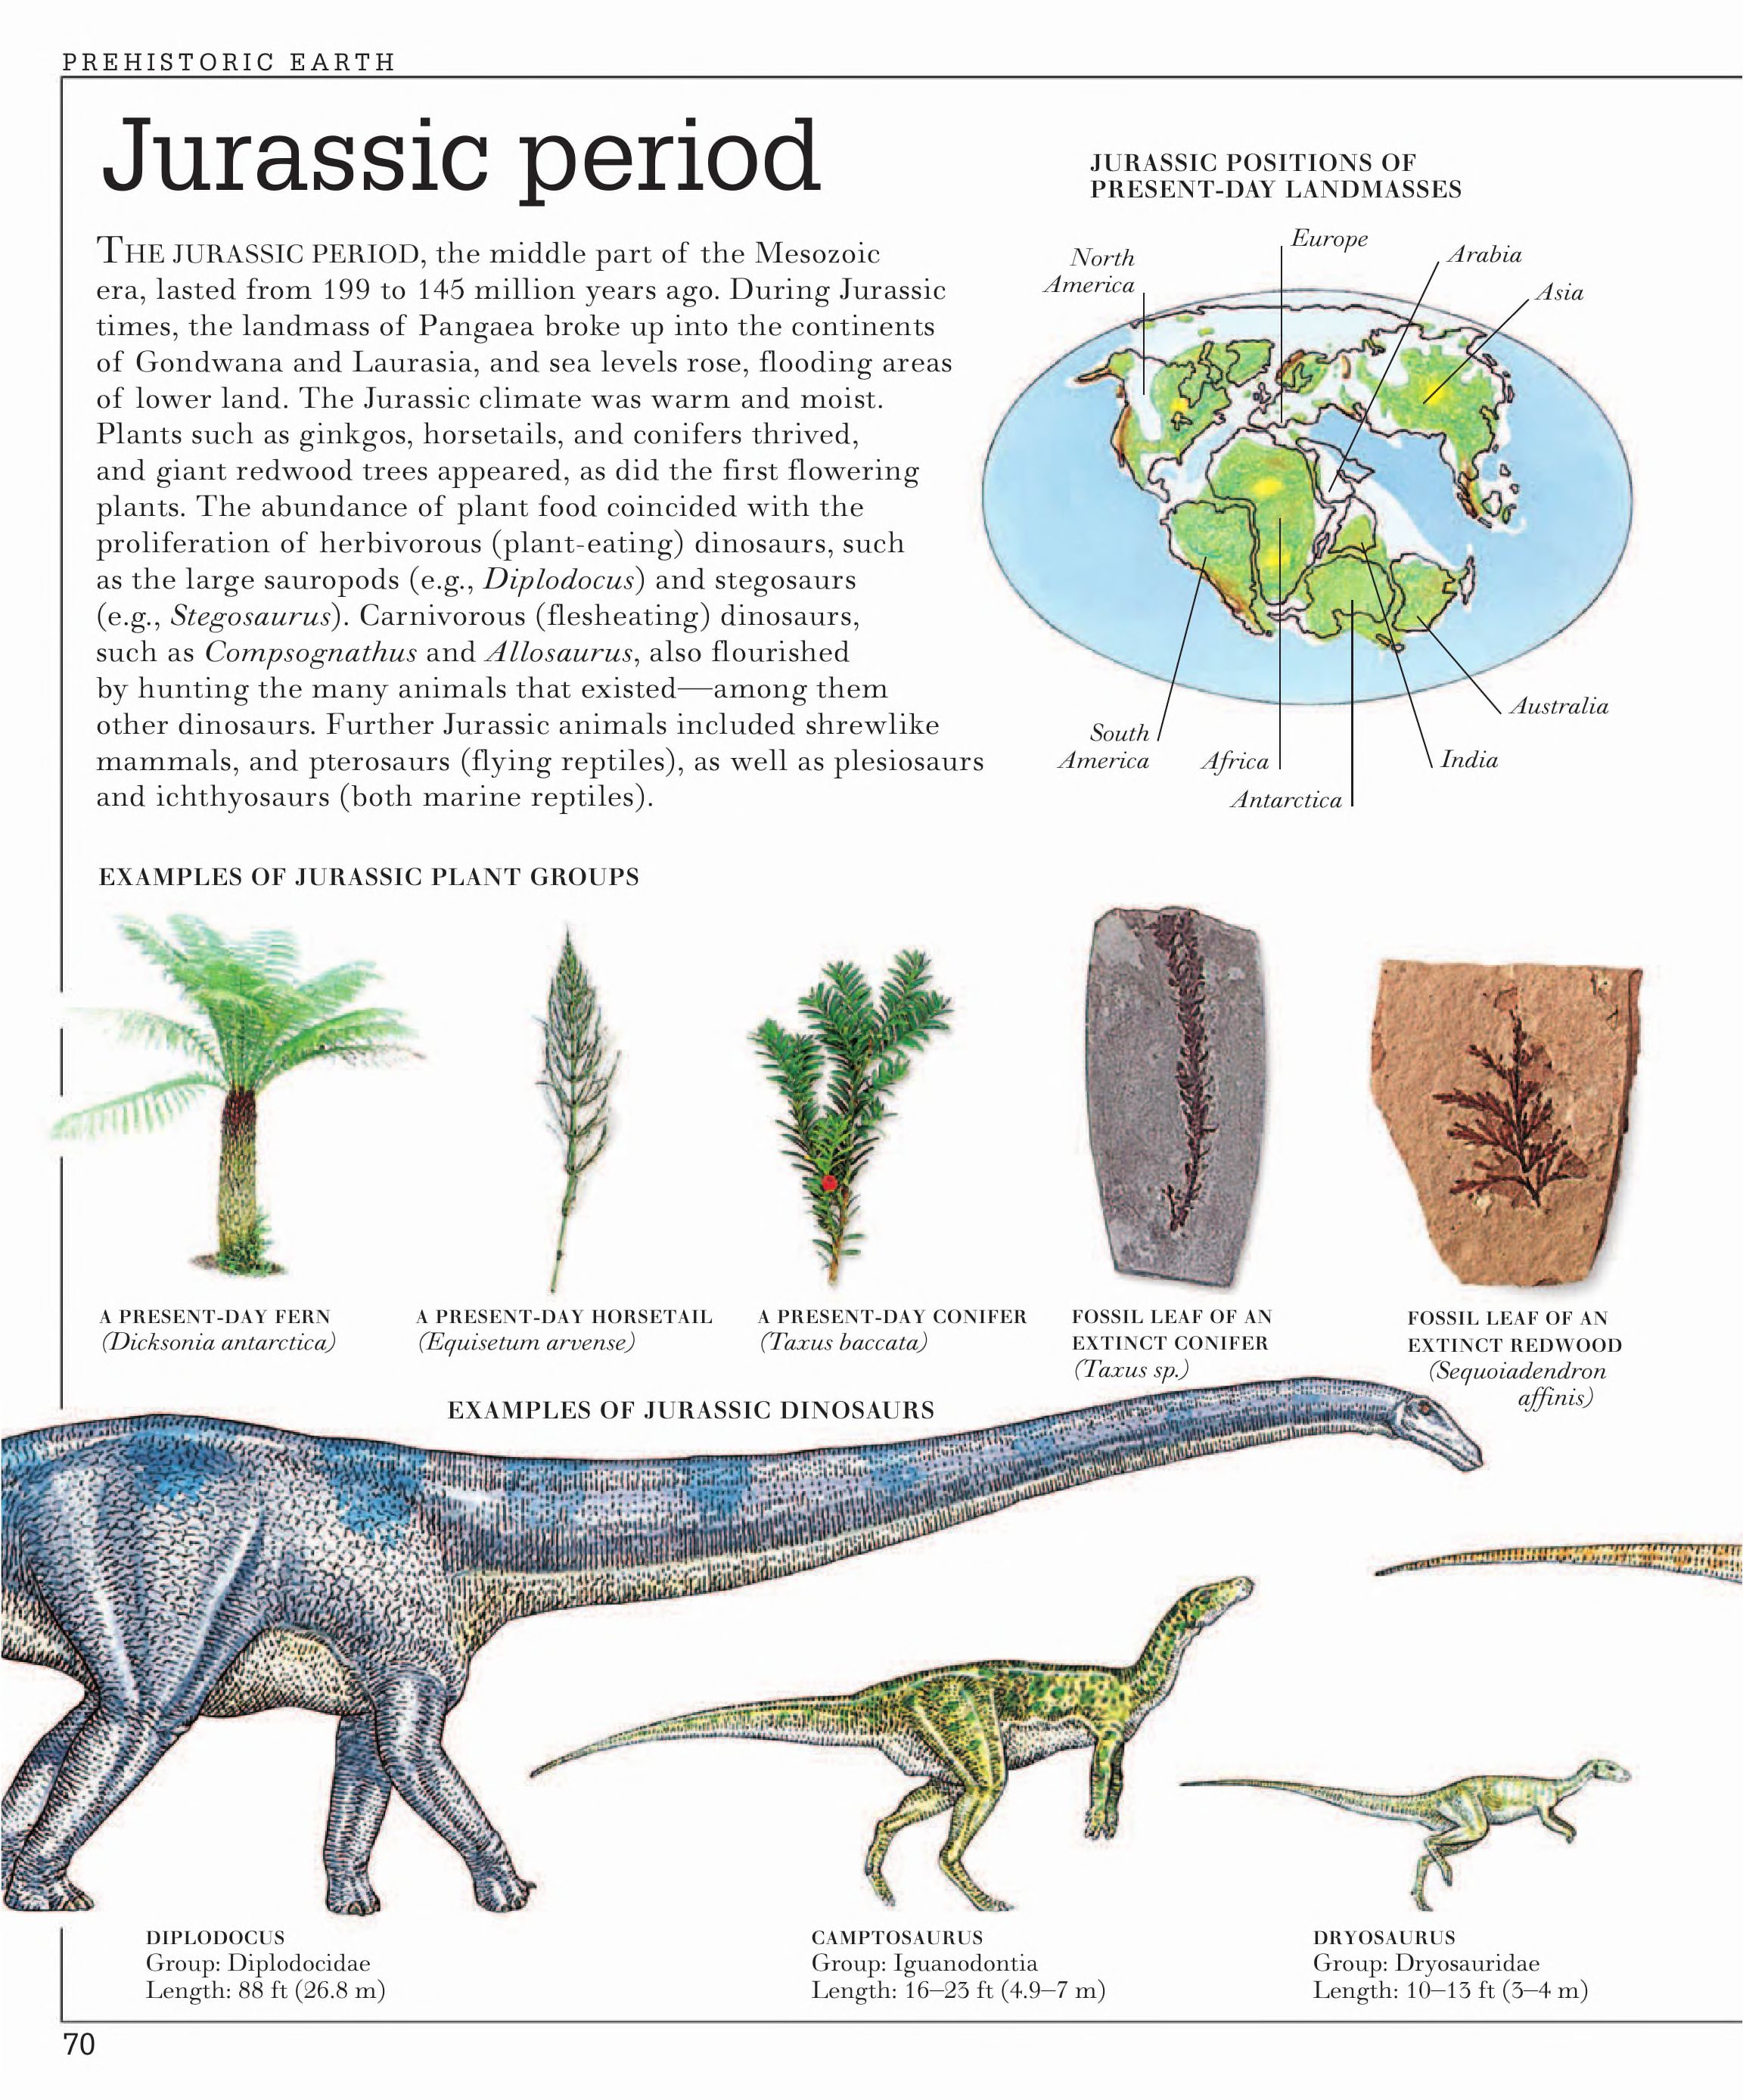 PREHISTORIC EARTH
Jurassic period
THE JURASSIC PERIOD, the middle part of the Mesozoic
era, lasted from 199 to 145 million years ago. During Jurassic
times, the landmass of Pangaea broke up into the continents
of Gondwana and Laurasia, and sea levels rose, flooding areas
of lower land. The Jurassic climate was warm and moist.
Plants such as ginkgos, horsetails, and conifers thrived,
and giant redwood trees appeared, as did the first flowering
plants. The abundance of plant food coincided with the
proliferation of herbivorous (plant-eating) dinosaurs, such
as the large sauropods (e.g., Diplodocus) and stegosaurs
(e.g., Stegosaurus). Carnivorous (flesheating) dinosaurs,
such as Compsognathus and Allosaurus, also flourished
by hunting the many animals that existed—among them
other dinosaurs. Further Jurassic animals included shrewlike
mammals, and pterosaurs (flying reptiles), as well as plesiosaurs
and ichthyosaurs (both marine reptiles).
JURASSIC POSITIONS OF
PRESENT-DAY LANDMASSES
North
America
Europe
Arabia
Asia
South
America
Africa
Antarctica
India
Australia
EXAMPLES OF JURASSIC PLANT GROUPS
A PRESENT-DAY FERN
(Dicksonia antarctica)
A PRESENT-DAY HORSETAIL
(Equisetum arvense)
A PRESENT-DAY CONIFER
(Taxus baccata)
FOSSIL LEAF OF AN
EXTINCT CONIFER
(Taxus sp.)
FOSSIL LEAF OF AN
EXTINCT REDWOOD
(Sequoiadendron
affinis)
EXAMPLES OF JURASSIC DINOSAURS
DIPLODOCUS
Group: Diplodocidae
Length: 88 ft (26.8 m)
CAMPTOSAURUS
Group: Iguanodontia
Length: 16–23 ft (4.9–7 m)
DRYOSAURUS
Group: Dryosauridae
Length: 10–13 ft (3–4 m)
70